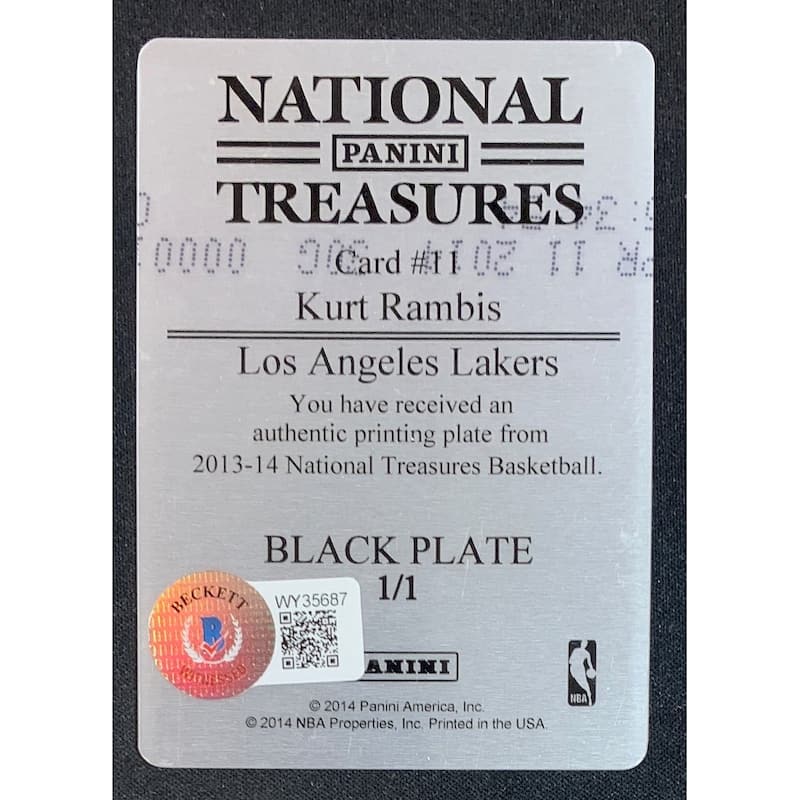 NATIONAL
PANINI
TREASURES
Card #11
Kurt Rambis
Los Angeles Lakers
You have received an
authentic printing plate from
2013-14 National Treasures Basketball.
BLACK PLATE
1/1
BECKETT
B
WITNESSED
WY35687
ANINI
NBA
© 2014 Panini America, Inc.
© 2014 NBA Properties, Inc. Printed in the USA.